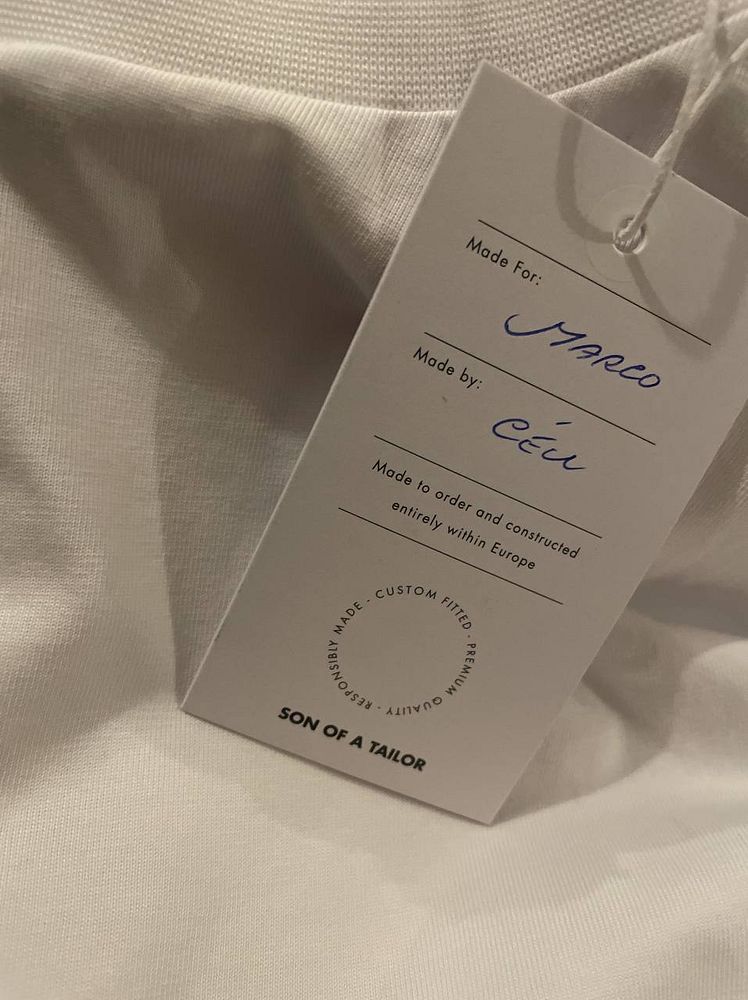 Made For:
MARCO
Made by:
CÉU
Made to order and constructed
entirely within Europe
CUSTOM FITTED - PREMIUM QUALITY - RESPONSIBLY MADE -
SON OF A TAILOR